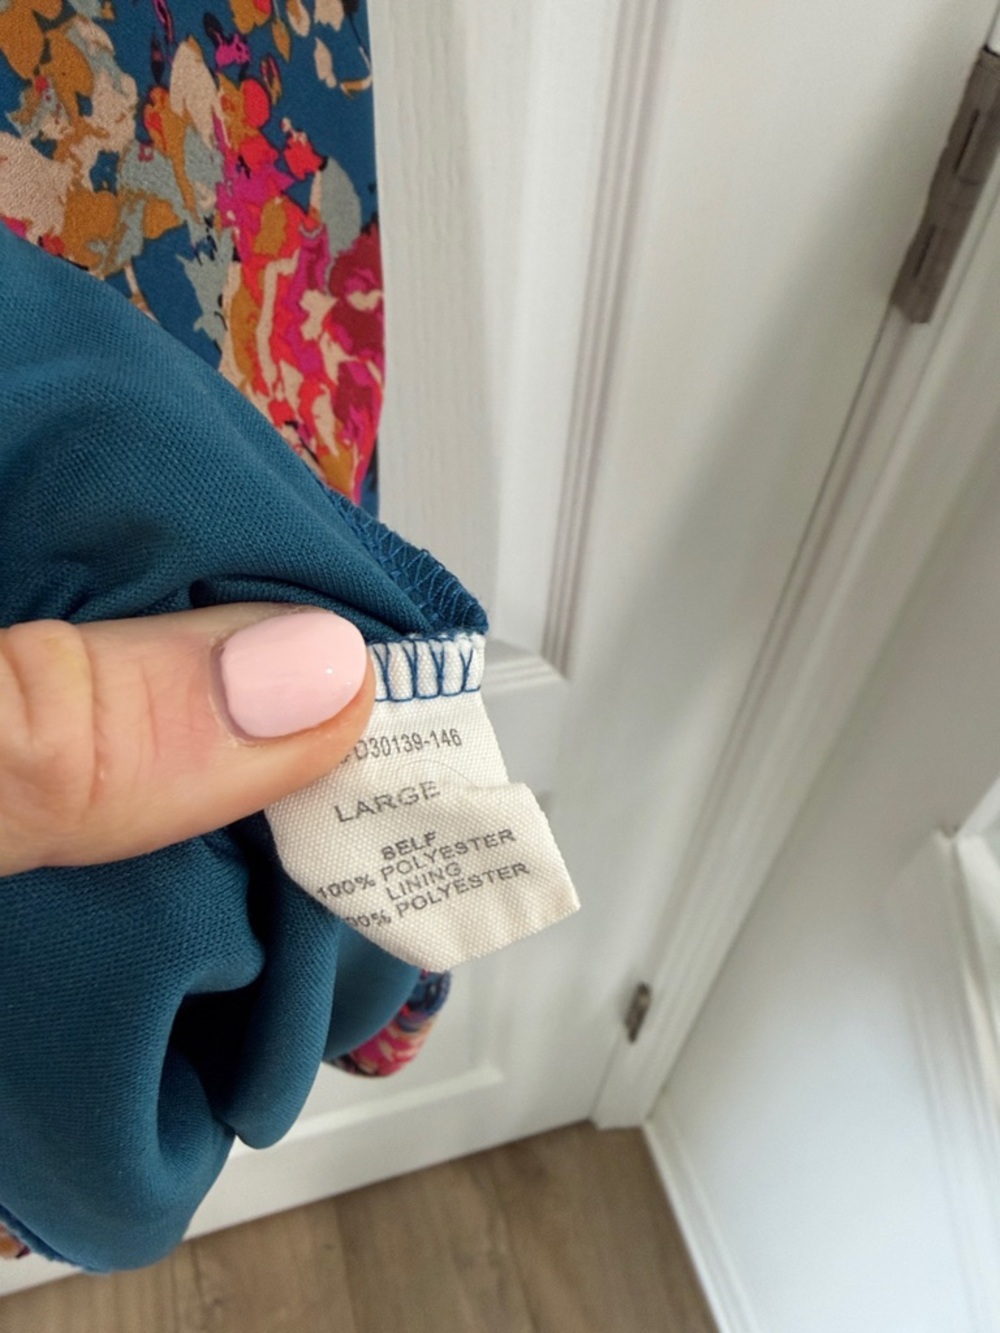 D30139-146
LARGE
SELF
100% POLYESTER
LINING
00% POLYESTER